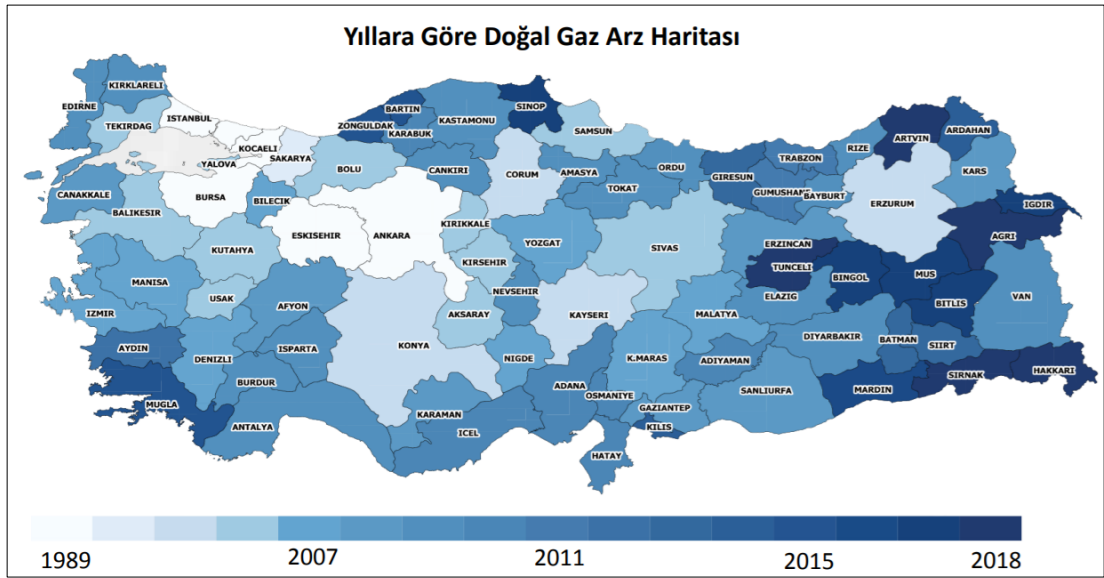 Yıllara Göre Doğal Gaz Arz Haritası
KIRKLARELI
EDIRNE
TEKIRDAG
ISTANBUL
KOCAELI
YALOVA
SAKARYA
CANAKKALE
BALIKESIR
BURSA
BILECIK
BOLU
ZONGULDAK
BARTIN
KARABUK
KASTAMONU
SINOP
CANKIRI
CORUM
SAMSUN
AMASYA
TOKAT
ORDU
GIRESUN
TRABZON
GUMUSHANE
BAYBURT
RIZE
ARTVIN
ARDAHAN
KARS
IGDIR
ERZURUM
AGRI
ESKISEHIR
ANKARA
KIRIKKALE
KIRSEHIR
YOZGAT
SIVAS
ERZINCAN
TUNCELI
BINGOL
MUS
BITLIS
VAN
KUTAHYA
MANISA
USAK
AFYON
IZMIR
AYDIN
DENIZLI
ISPARTA
BURDUR
MUGLA
ANTALYA
KONYA
AKSARAY
NEVSEHIR
KAYSERI
NIGDE
MALATYA
ELAZIG
DIYARBAKIR
BATMAN
SIIRT
SIRNAK
HAKKARI
MARDIN
SANLIURFA
ADIYAMAN
K.MARAS
GAZIANTEP
KILIS
OSMANIYE
ADANA
HATAY
ICEL
KARAMAN
1989
2007
2011
2015
2018